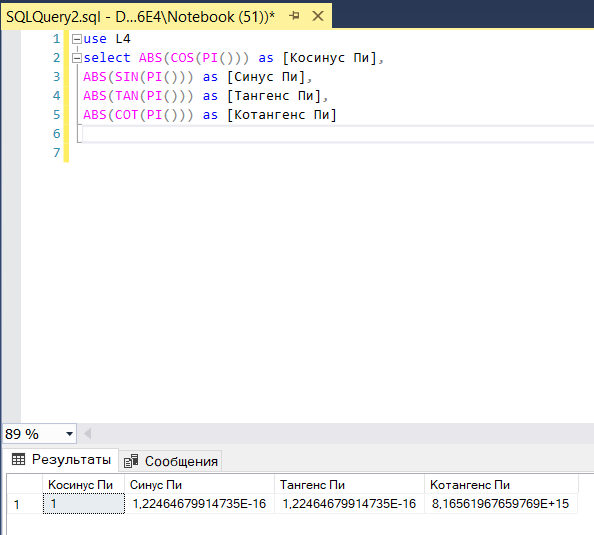 SQLQuery2.sql - D...6E4\Notebook (51))*
1 use L4
2 select ABS(COS(PI())) as [Косинус Пи],
3 ABS(SIN(PI())) as [Синус Пи],
4 ABS(TAN(PI())) as [Тангенс Пи],
5 ABS(COT(PI())) as [Котангенс Пи]
6
7
89 %
Результаты Сообщения
Косинус Пи Синус Пи Тангенс Пи Котангенс Пи
1 1 1,22464679914735E-16 1,22464679914735E-16 8,16561967659769E+15